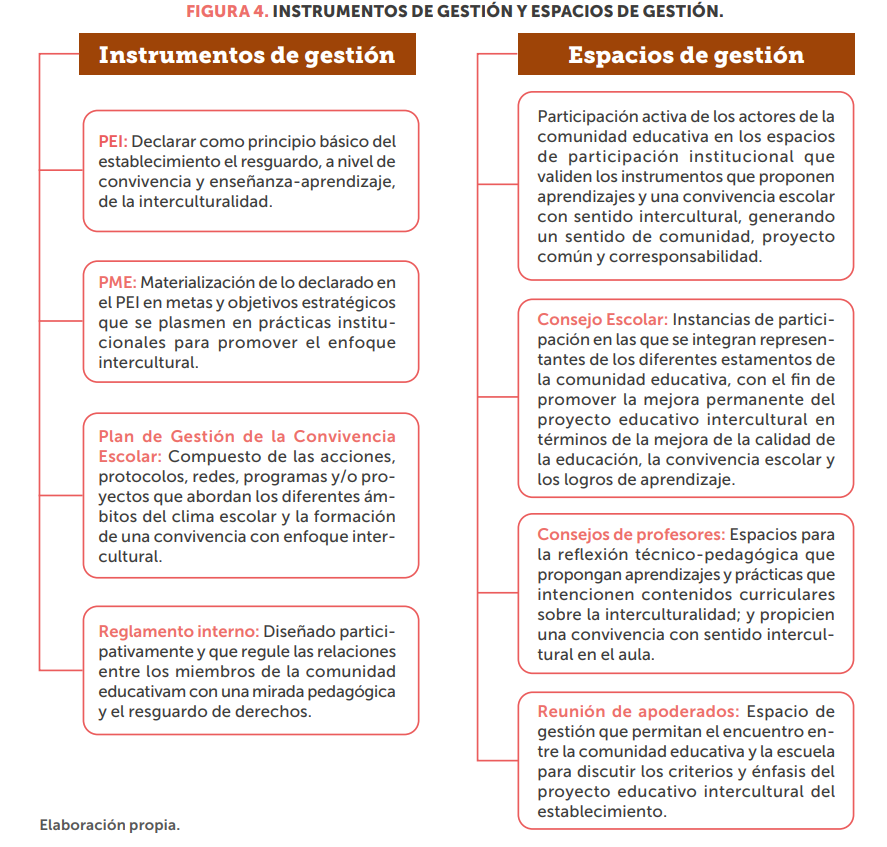 FIGURA 4. INSTRUMENTOS DE GESTIÓN Y ESPACIOS DE GESTIÓN.
Instrumentos de gestión
PEI: Declarar como principio básico del
establecimiento el resguardo, a nivel de
convivencia y enseñanza-aprendizaje,
de la interculturalidad.
PME: Materialización de lo declarado en
el PEI en metas y objetivos estratégicos
que se plasmen en prácticas institu-
cionales para promover el enfoque
intercultural.
Plan de Gestión de la Convivencia
Escolar: Compuesto de las acciones,
protocolos, redes, programas y/o pro-
yectos que abordan los diferentes ám-
bitos del clima escolar y la formación
de una convivencia con enfoque inter-
cultural.
Reglamento interno: Diseñado partici-
pativamente y que regule las relaciones
entre los miembros de la comunidad
educativam con una mirada pedagógica
y el resguardo de derechos.
Espacios de gestión
Participación activa de los actores de la
comunidad educativa en los espacios
de participación institucional que
validen los instrumentos que proponen
aprendizajes y una convivencia escolar
con sentido intercultural, generando
un sentido de comunidad, proyecto
común y corresponsabilidad.
Consejo Escolar: Instancias de partici-
pación en las que se integran represen-
tantes de los diferentes estamentos de
la comunidad educativa, con el fin de
promover la mejora permanente del
proyecto educativo intercultural en
términos de la mejora de la calidad de
la educación, la convivencia escolar y
los logros de aprendizaje.
Consejos de profesores: Espacios para
la reflexión técnico-pedagógica que
propongan aprendizajes y prácticas que
intencionen contenidos curriculares
sobre la interculturalidad; y propicien
una convivencia con sentido intercul-
tural en el aula.
Reunión de apoderados: Espacio de
gestión que permitan el encuentro en-
tre la comunidad educativa y la escuela
para discutir los criterios y énfasis del
proyecto educativo intercultural del
establecimiento.
Elaboración propia.